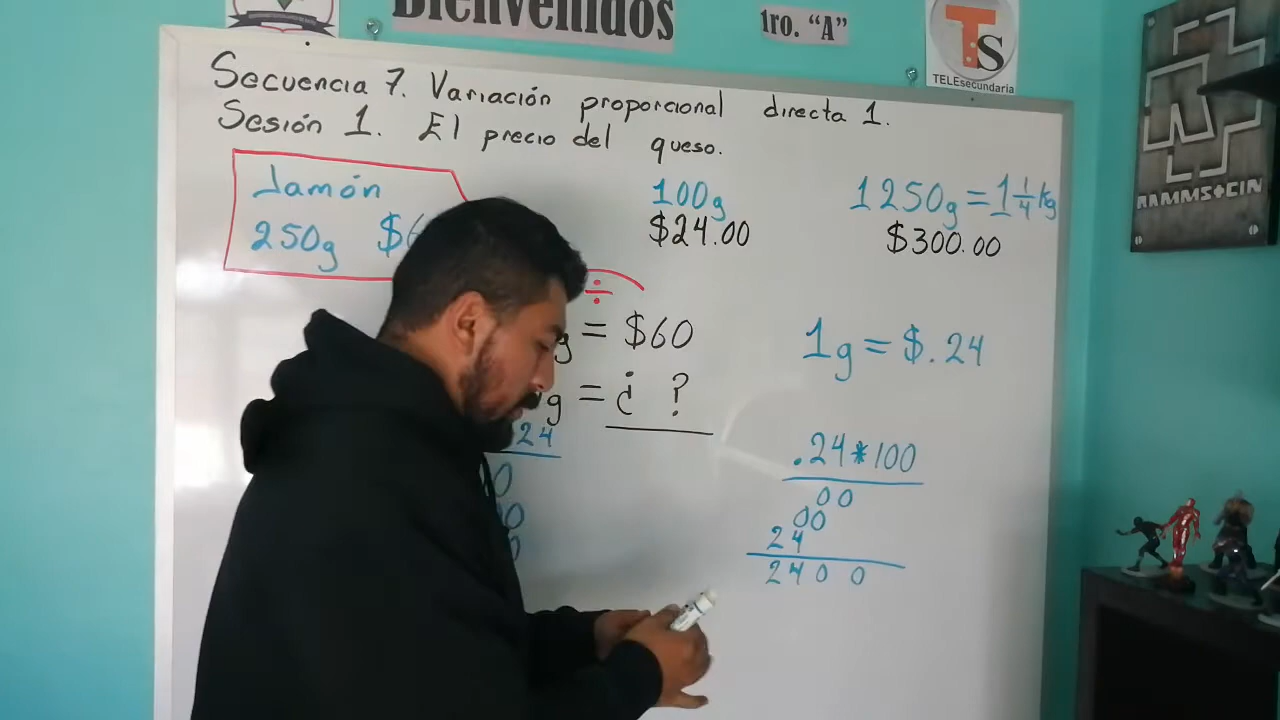 Bienvenidos
1ro. "A"
TS
TELEsecundaria
Secuencia 7. Variación proporcional directa 1.
Sesión 1. El precio del queso.
Jamón
250g $6
100g
$24.00
1250g = 1 1/4 kg
$300.00
RAMMSTEIN
÷
g = $60
g = ¿ ?
1g = $.24
24
.24*100
00
00
24
2400